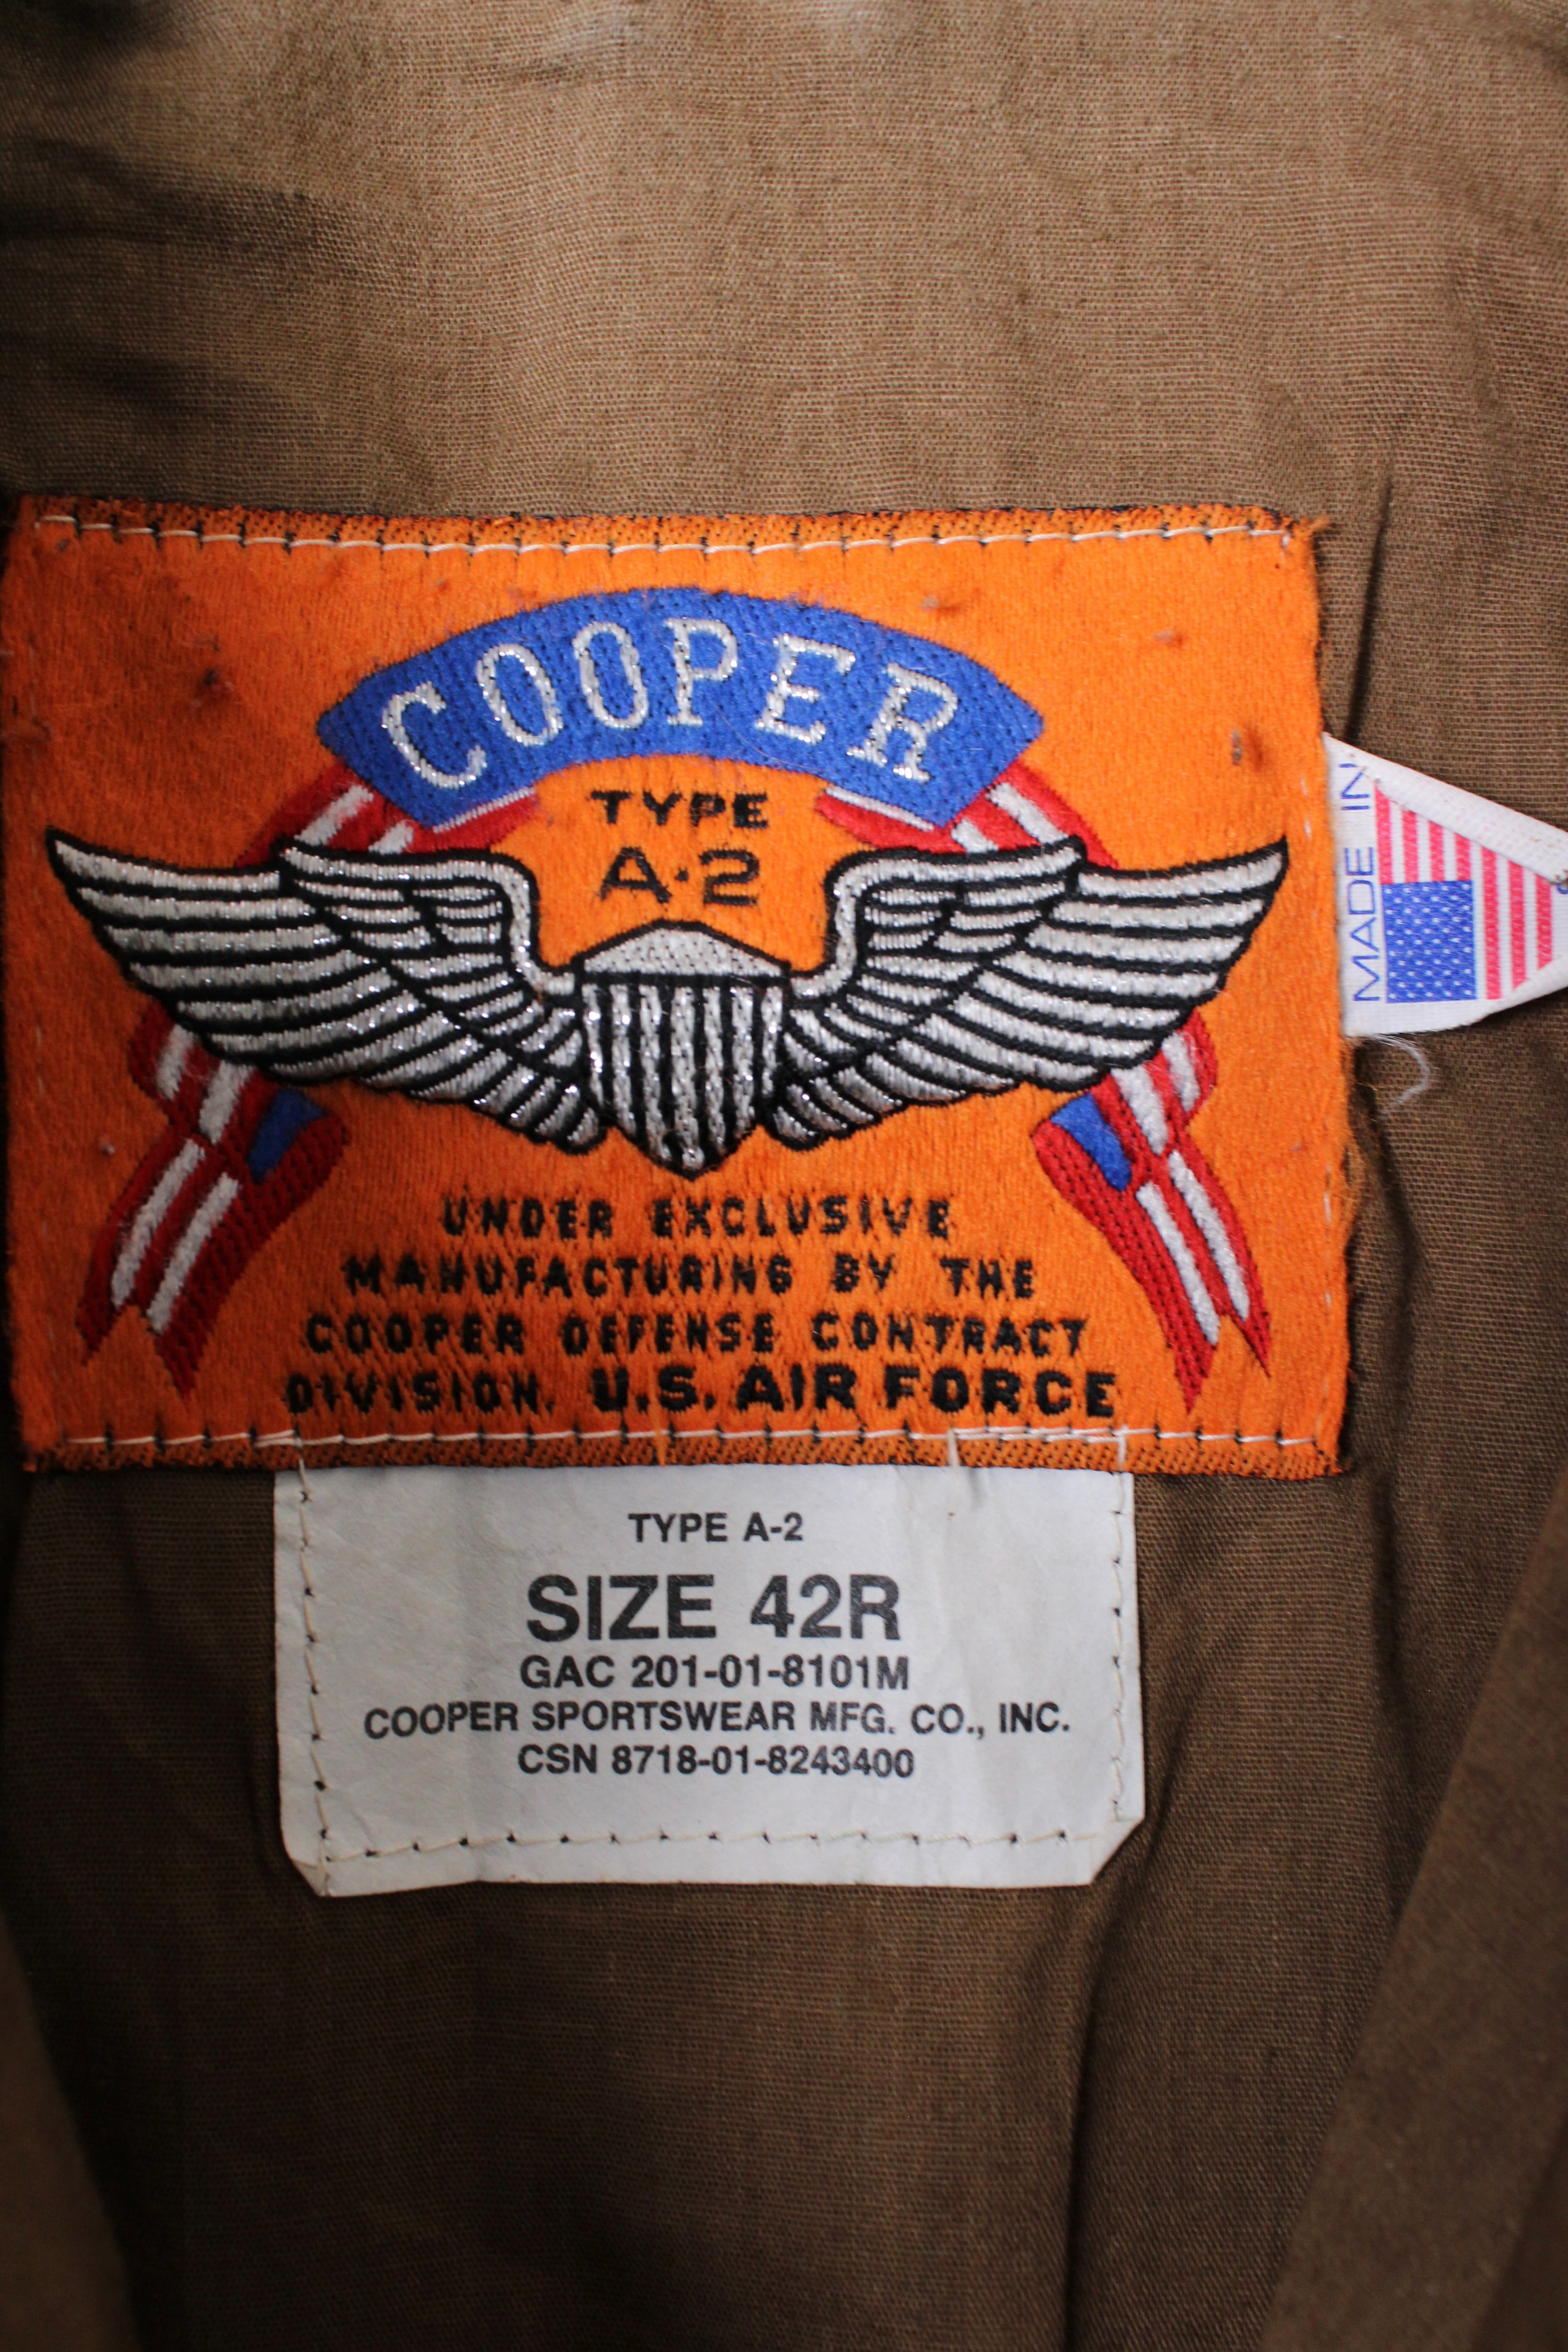 COOPER
TYPE
A-2
UNDER EXCLUSIVE
MANUFACTURING BY THE
COOPER DEFENSE CONTRACT
DIVISION. U.S. AIR FORCE
MADE IN
TYPE A-2
SIZE 42R
GAC 201-01-8101M
COOPER SPORTSWEAR MFG. CO., INC.
CSN 8718-01-8243400